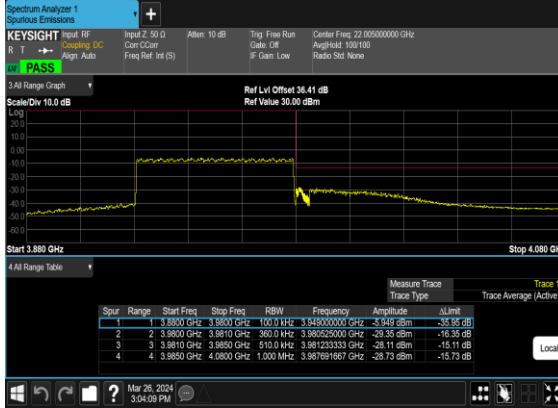 Spectrum Analyzer 1
Spurious Emissions
+
KEYSIGHT Input: RF Input Z: 50 Ω Atten: 10 dB Trig: Free Run Center Freq: 22.005000000 GHz
R T Coupling: DC Corr CCorr Gate: Off Avg|Hold: 100/100
Align: Auto Freq Ref: Int (S) IF Gain: Low Radio Std: None
PASS
3 All Range Graph Ref Lvl Offset 36.41 dB
Scale/Div 10.0 dB Ref Value 30.00 dBm
Log
20.0
10.0
0.00
-10.0
-20.0
-30.0
-40.0
-50.0
-60.0
Start 3.880 GHz Stop 4.080 GH
4 All Range Table
Measure Trace Trace 1
Trace Type Trace Average (Active
Spur Range Start Freq Stop Freq RBW Frequency Amplitude ΔLimit
1 1 3.8800 GHz 3.9800 GHz 100.0 kHz 3.949000000 GHz -5.949 dBm -35.95 dB
2 2 3.9800 GHz 3.9810 GHz 360.0 kHz 3.980525000 GHz -29.35 dBm -16.35 dB
3 3 3.9810 GHz 3.9850 GHz 510.0 kHz 3.981233333 GHz -28.11 dBm -15.11 dB
4 4 3.9850 GHz 4.0800 GHz 1.000 MHz 3.987691667 GHz -28.73 dBm -15.73 dB
Local
? Mar 26, 2024
3:04:09 PM